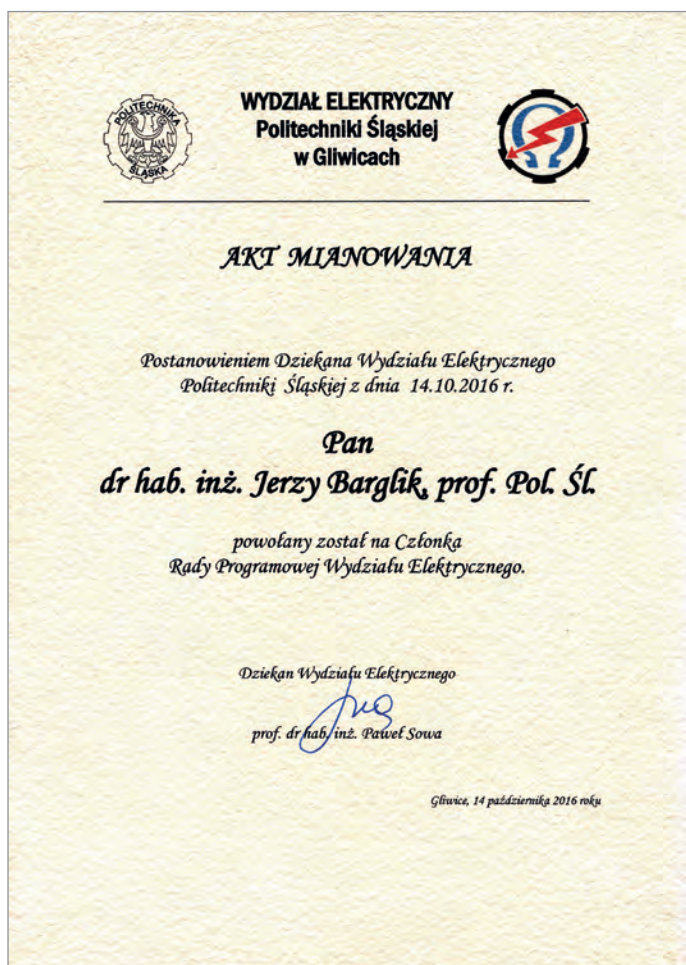 POLITECHNIKA
ŚLĄSKA
WYDZIAŁ ELEKTRYCZNY
Politechniki Śląskiej
w Gliwicach
AKT MIANOWANIA
Postanowieniem Dziekana Wydziału Elektrycznego
Politechniki Śląskiej z dnia 14.10.2016 r.
Pan
dr hab. inż. Jerzy Barglik, prof. Pol. Śl.
powołany został na Członka
Rady Programowej Wydziału Elektrycznego.
Dziekan Wydziału Elektrycznego
prof. dr hab. inż. Paweł Sowa
Gliwice, 14 października 2016 roku